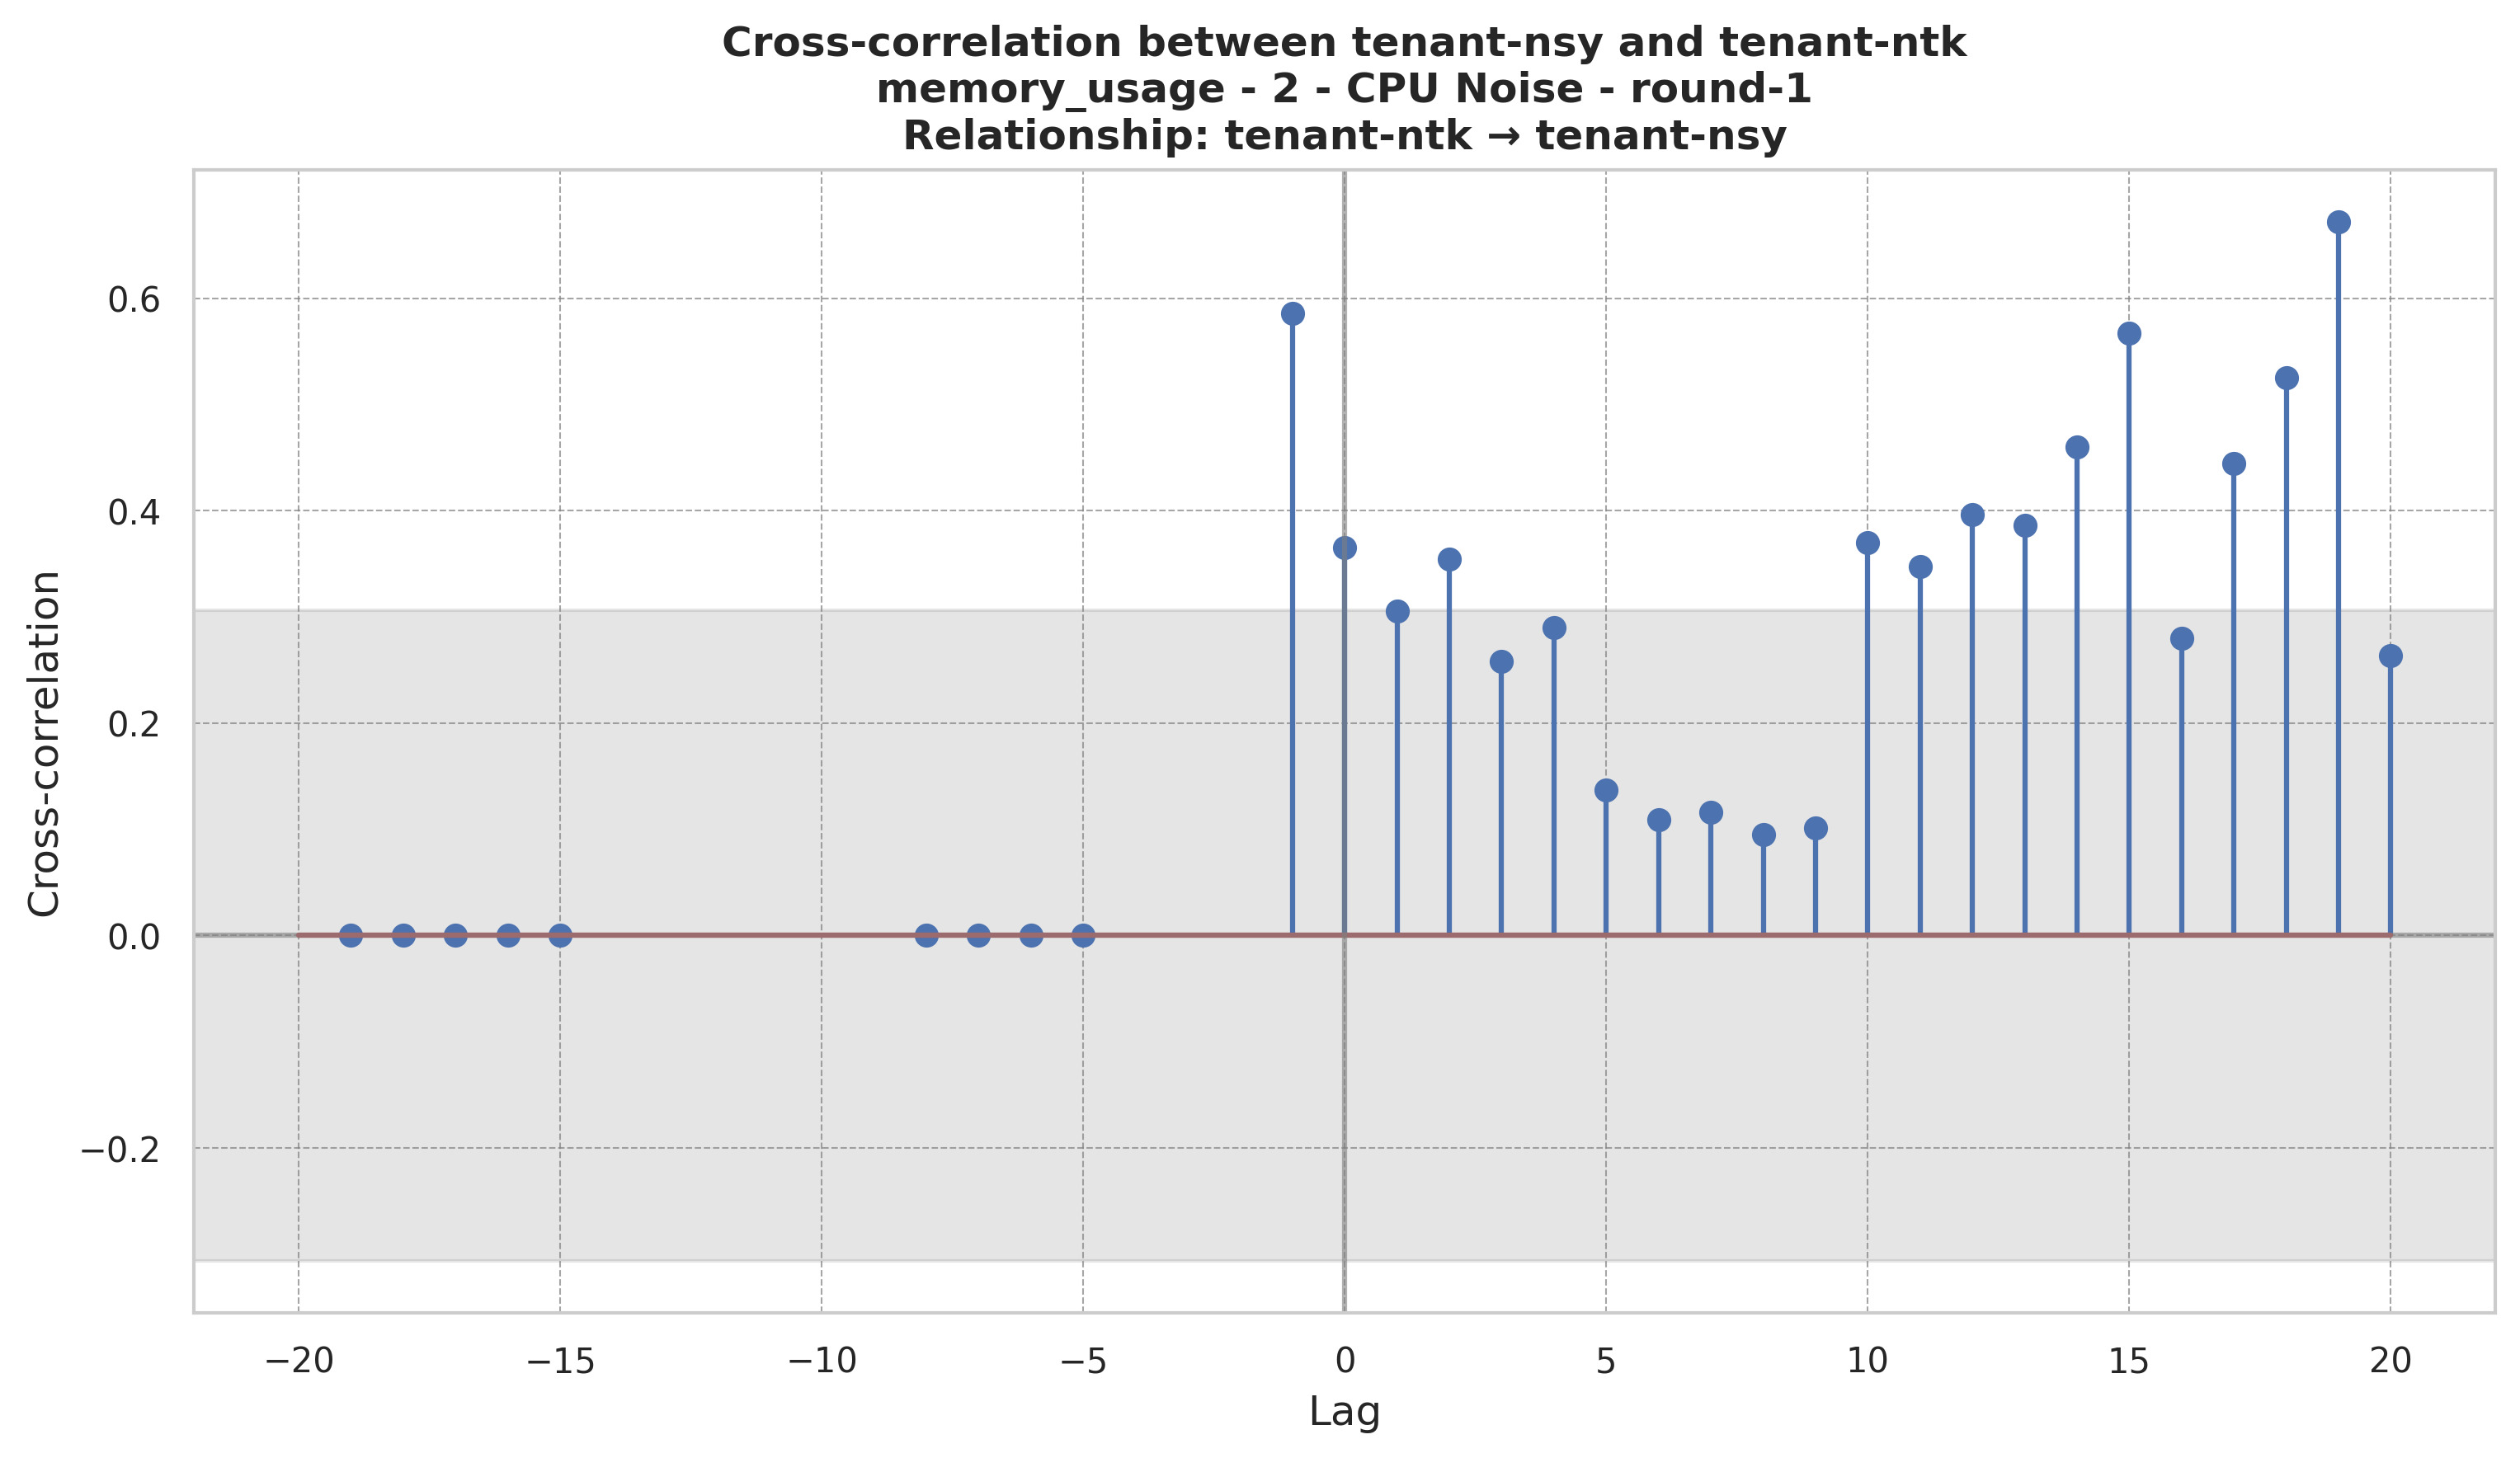 Cross-correlation between tenant-nsy and tenant-ntk
memory_usage - 2 - CPU Noise - round-1
Relationship: tenant-ntk → tenant-nsy
Cross-correlation
0.6
0.4
0.2
0.0
−0.2
−20
−15
−10
−5
0
5
10
15
20
Lag